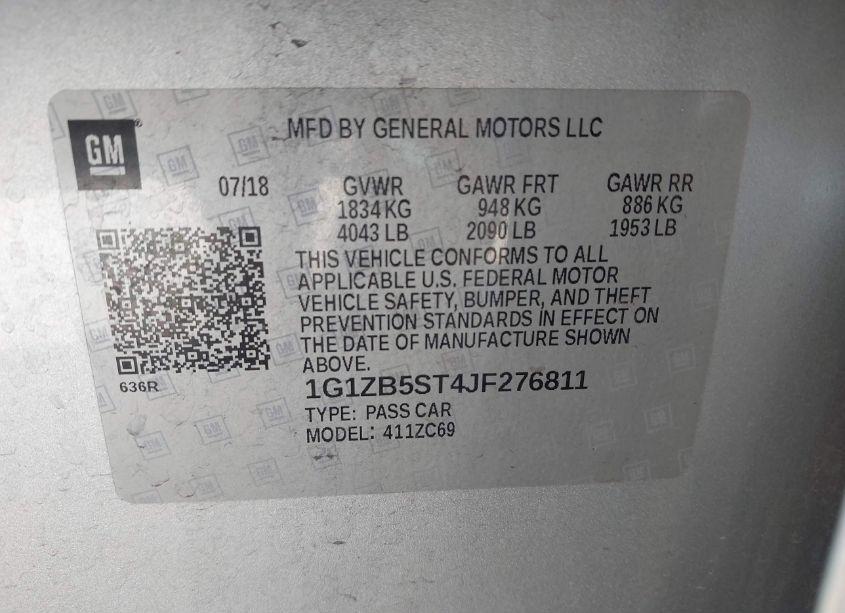 GM
MFD BY GENERAL MOTORS LLC
07/18 GVWR GAWR FRT GAWR RR
1834 KG 948 KG 886 KG
4043 LB 2090 LB 1953 LB
THIS VEHICLE CONFORMS TO ALL
APPLICABLE U.S. FEDERAL MOTOR
VEHICLE SAFETY, BUMPER, AND THEFT
PREVENTION STANDARDS IN EFFECT ON
THE DATE OF MANUFACTURE SHOWN
ABOVE.
636R
1G1ZB5ST4JF276811
TYPE: PASS CAR
MODEL: 411ZC69